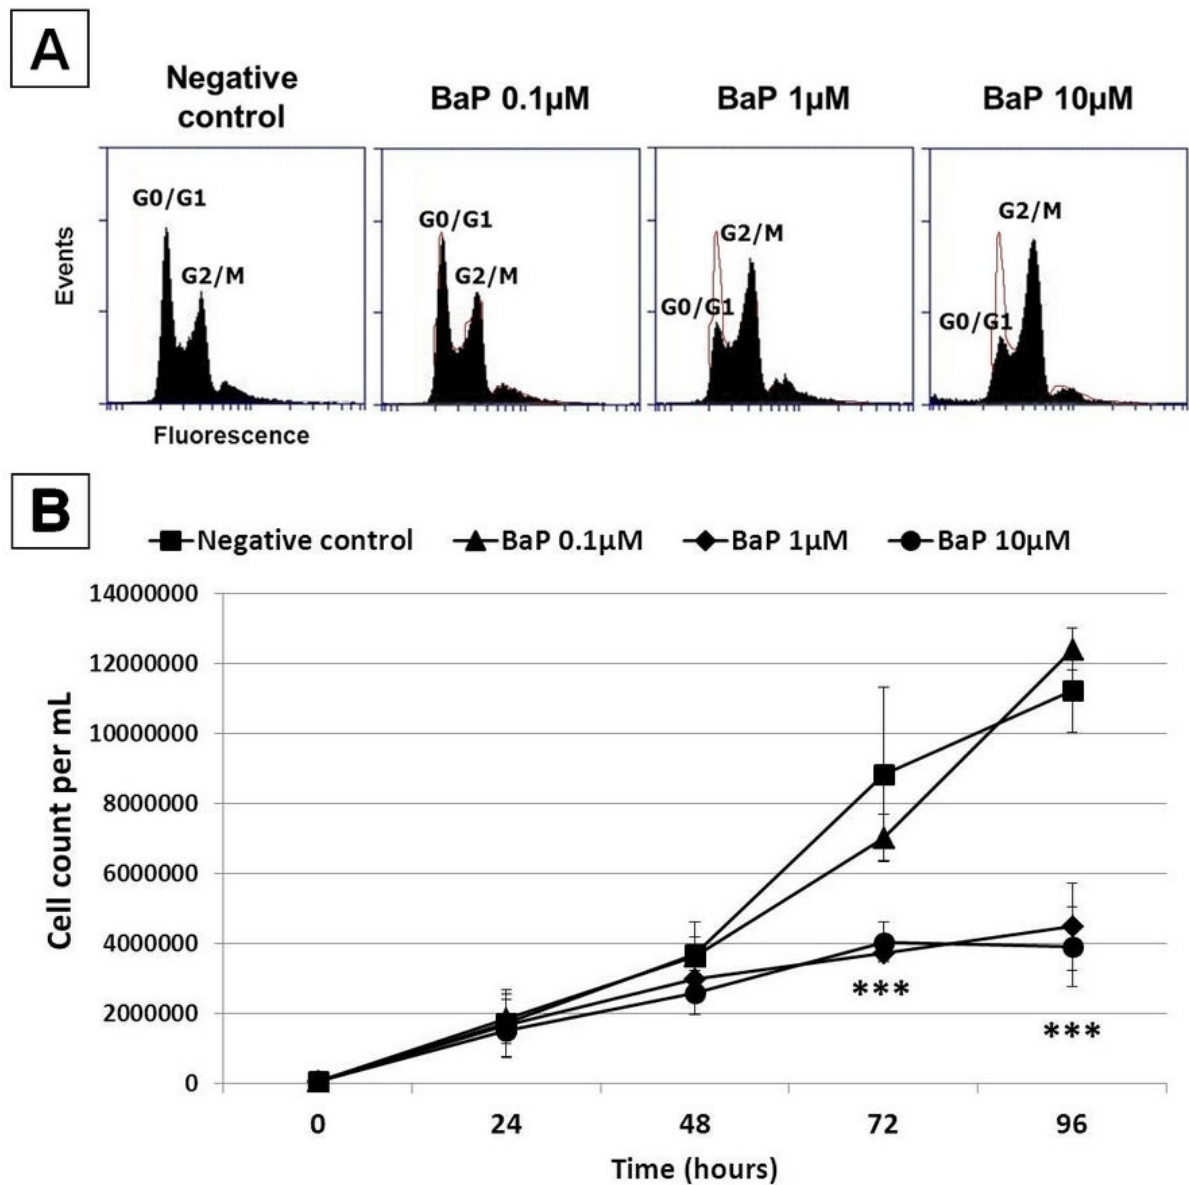 A
Negative
control
BaP 0.1µM
BaP 1µM
BaP 10µM
G0/G1
G2/M
G0/G1
G2/M
G2/M
G0/G1
G2/M
G0/G1
Events
Fluorescence
B
Negative control
BaP 0.1µM
BaP 1µM
BaP 10µM
14000000
12000000
10000000
8000000
6000000
4000000
2000000
0
Cell count per mL
***
***
0
24
48
72
96
Time (hours)